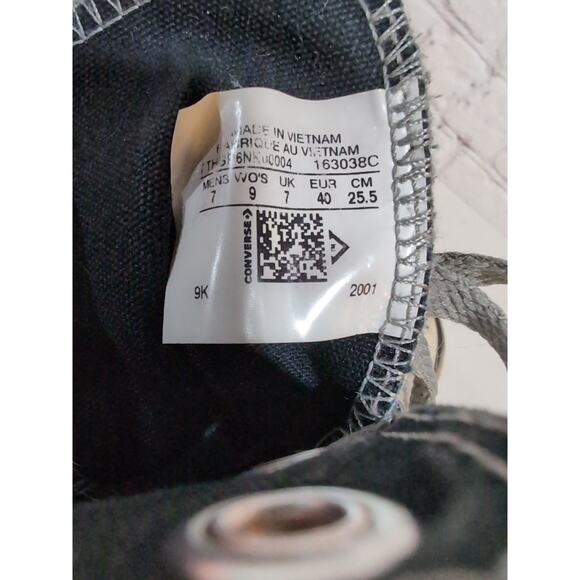 MADE IN VIETNAM
FABRIQUE AU VIETNAM
163038C
MENS WO'S UK EUR CM
7 9 7 40 25.5
CONVERSE
9K 2001